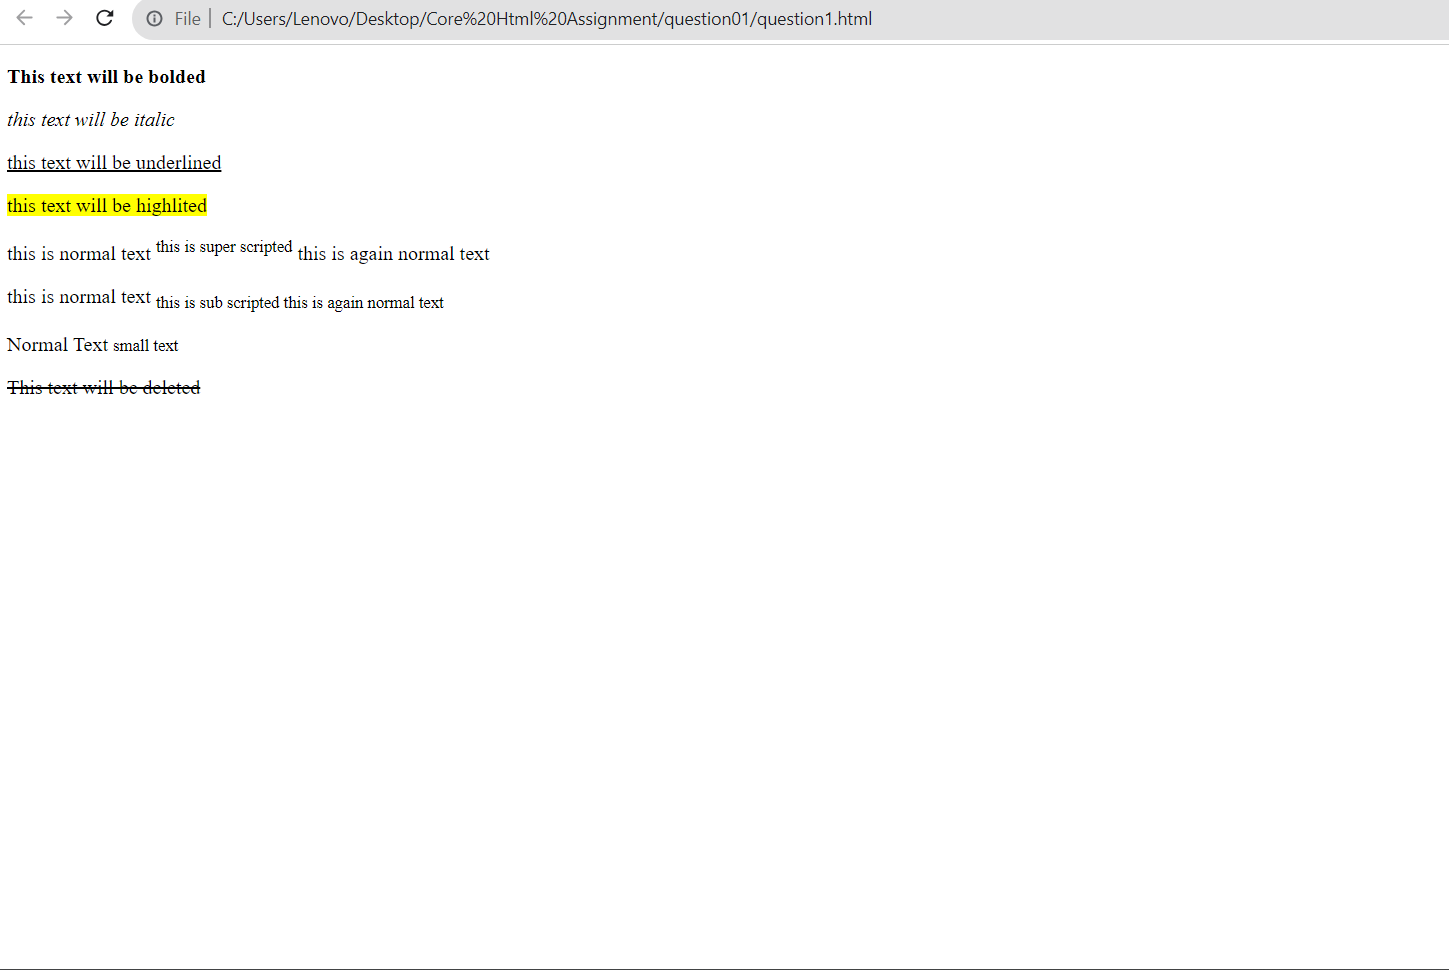 File | C:/Users/Lenovo/Desktop/Core%20Html%20Assignment/question01/question1.html
This text will be bolded
this text will be italic
this text will be underlined
this text will be highlited
this is normal text this is super scripted this is again normal text
this is normal text this is sub scripted this is again normal text
Normal Text small text
This text will be deleted